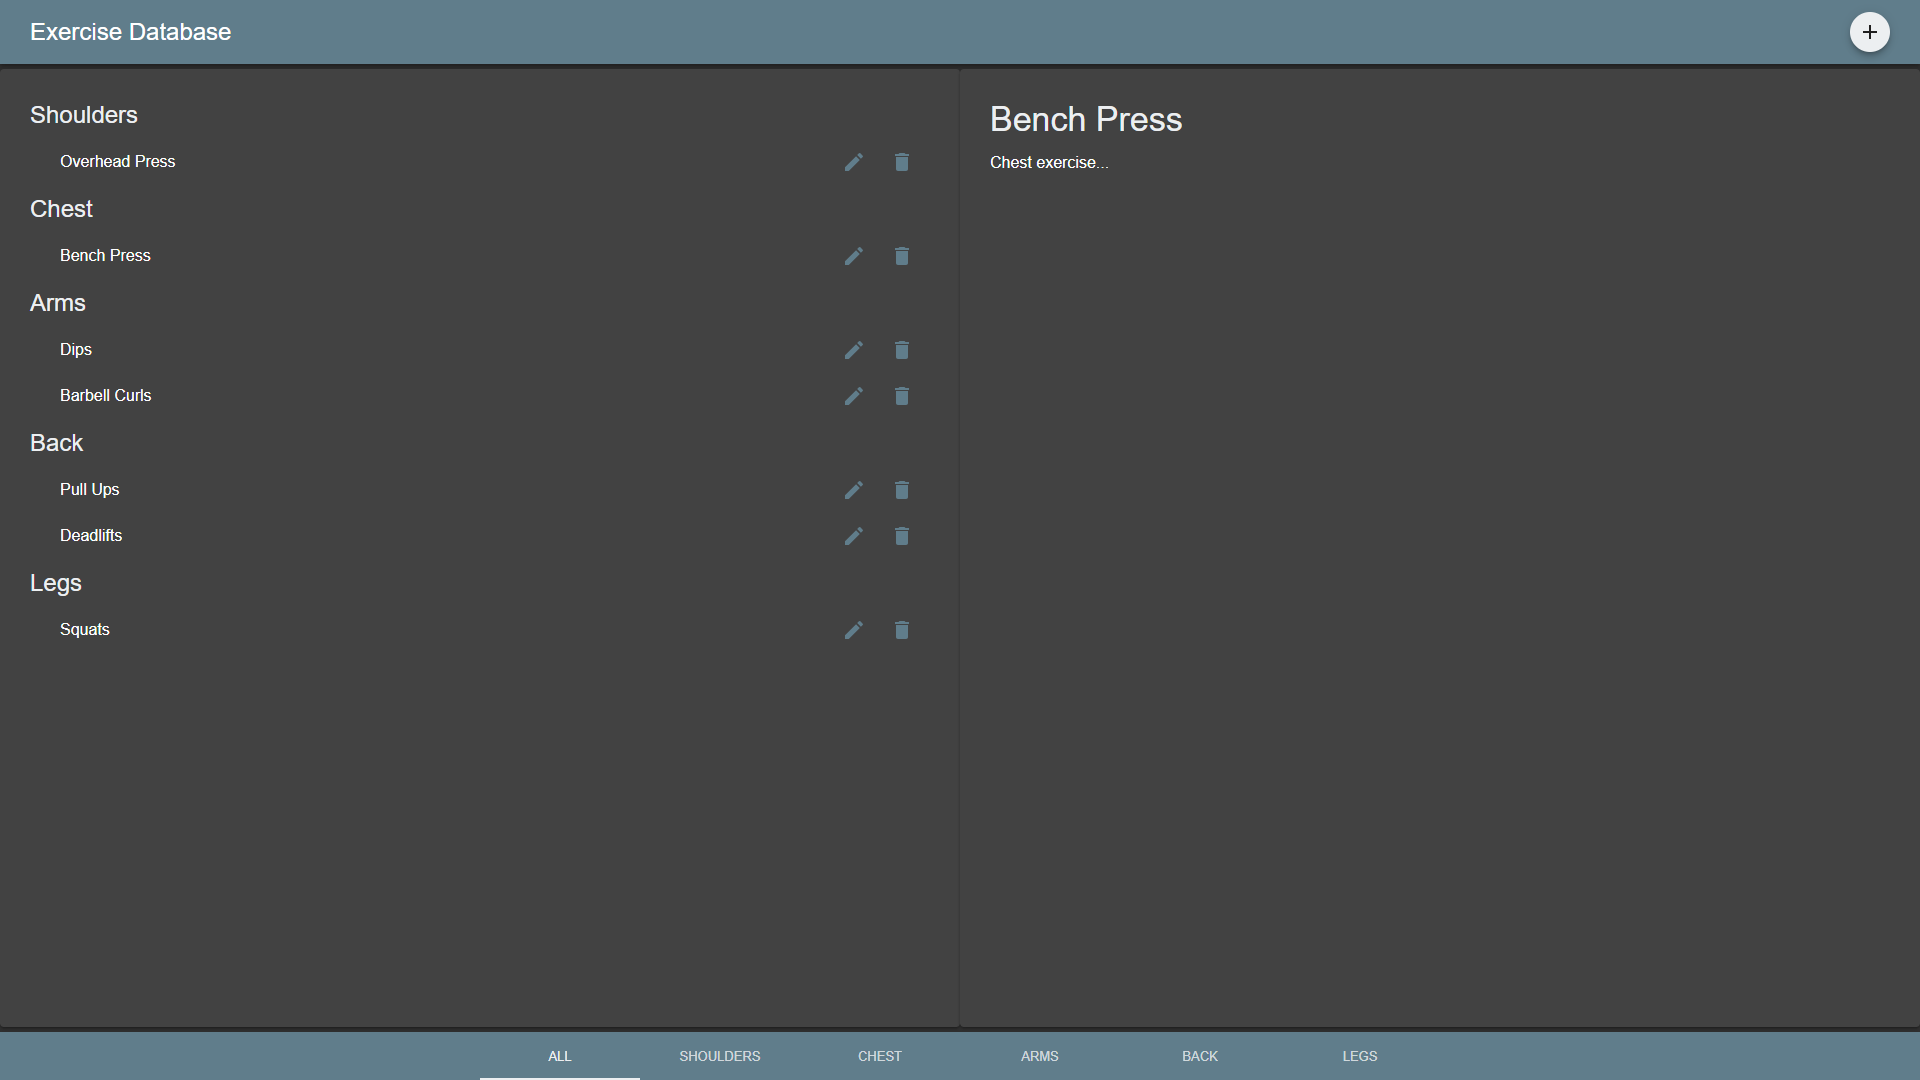 Exercise Database
Shoulders
Overhead Press
Chest
Bench Press
Arms
Dips
Barbell Curls
Back
Pull Ups
Deadlifts
Legs
Squats
Bench Press
Chest exercise...
ALL SHOULDERS CHEST ARMS BACK LEGS